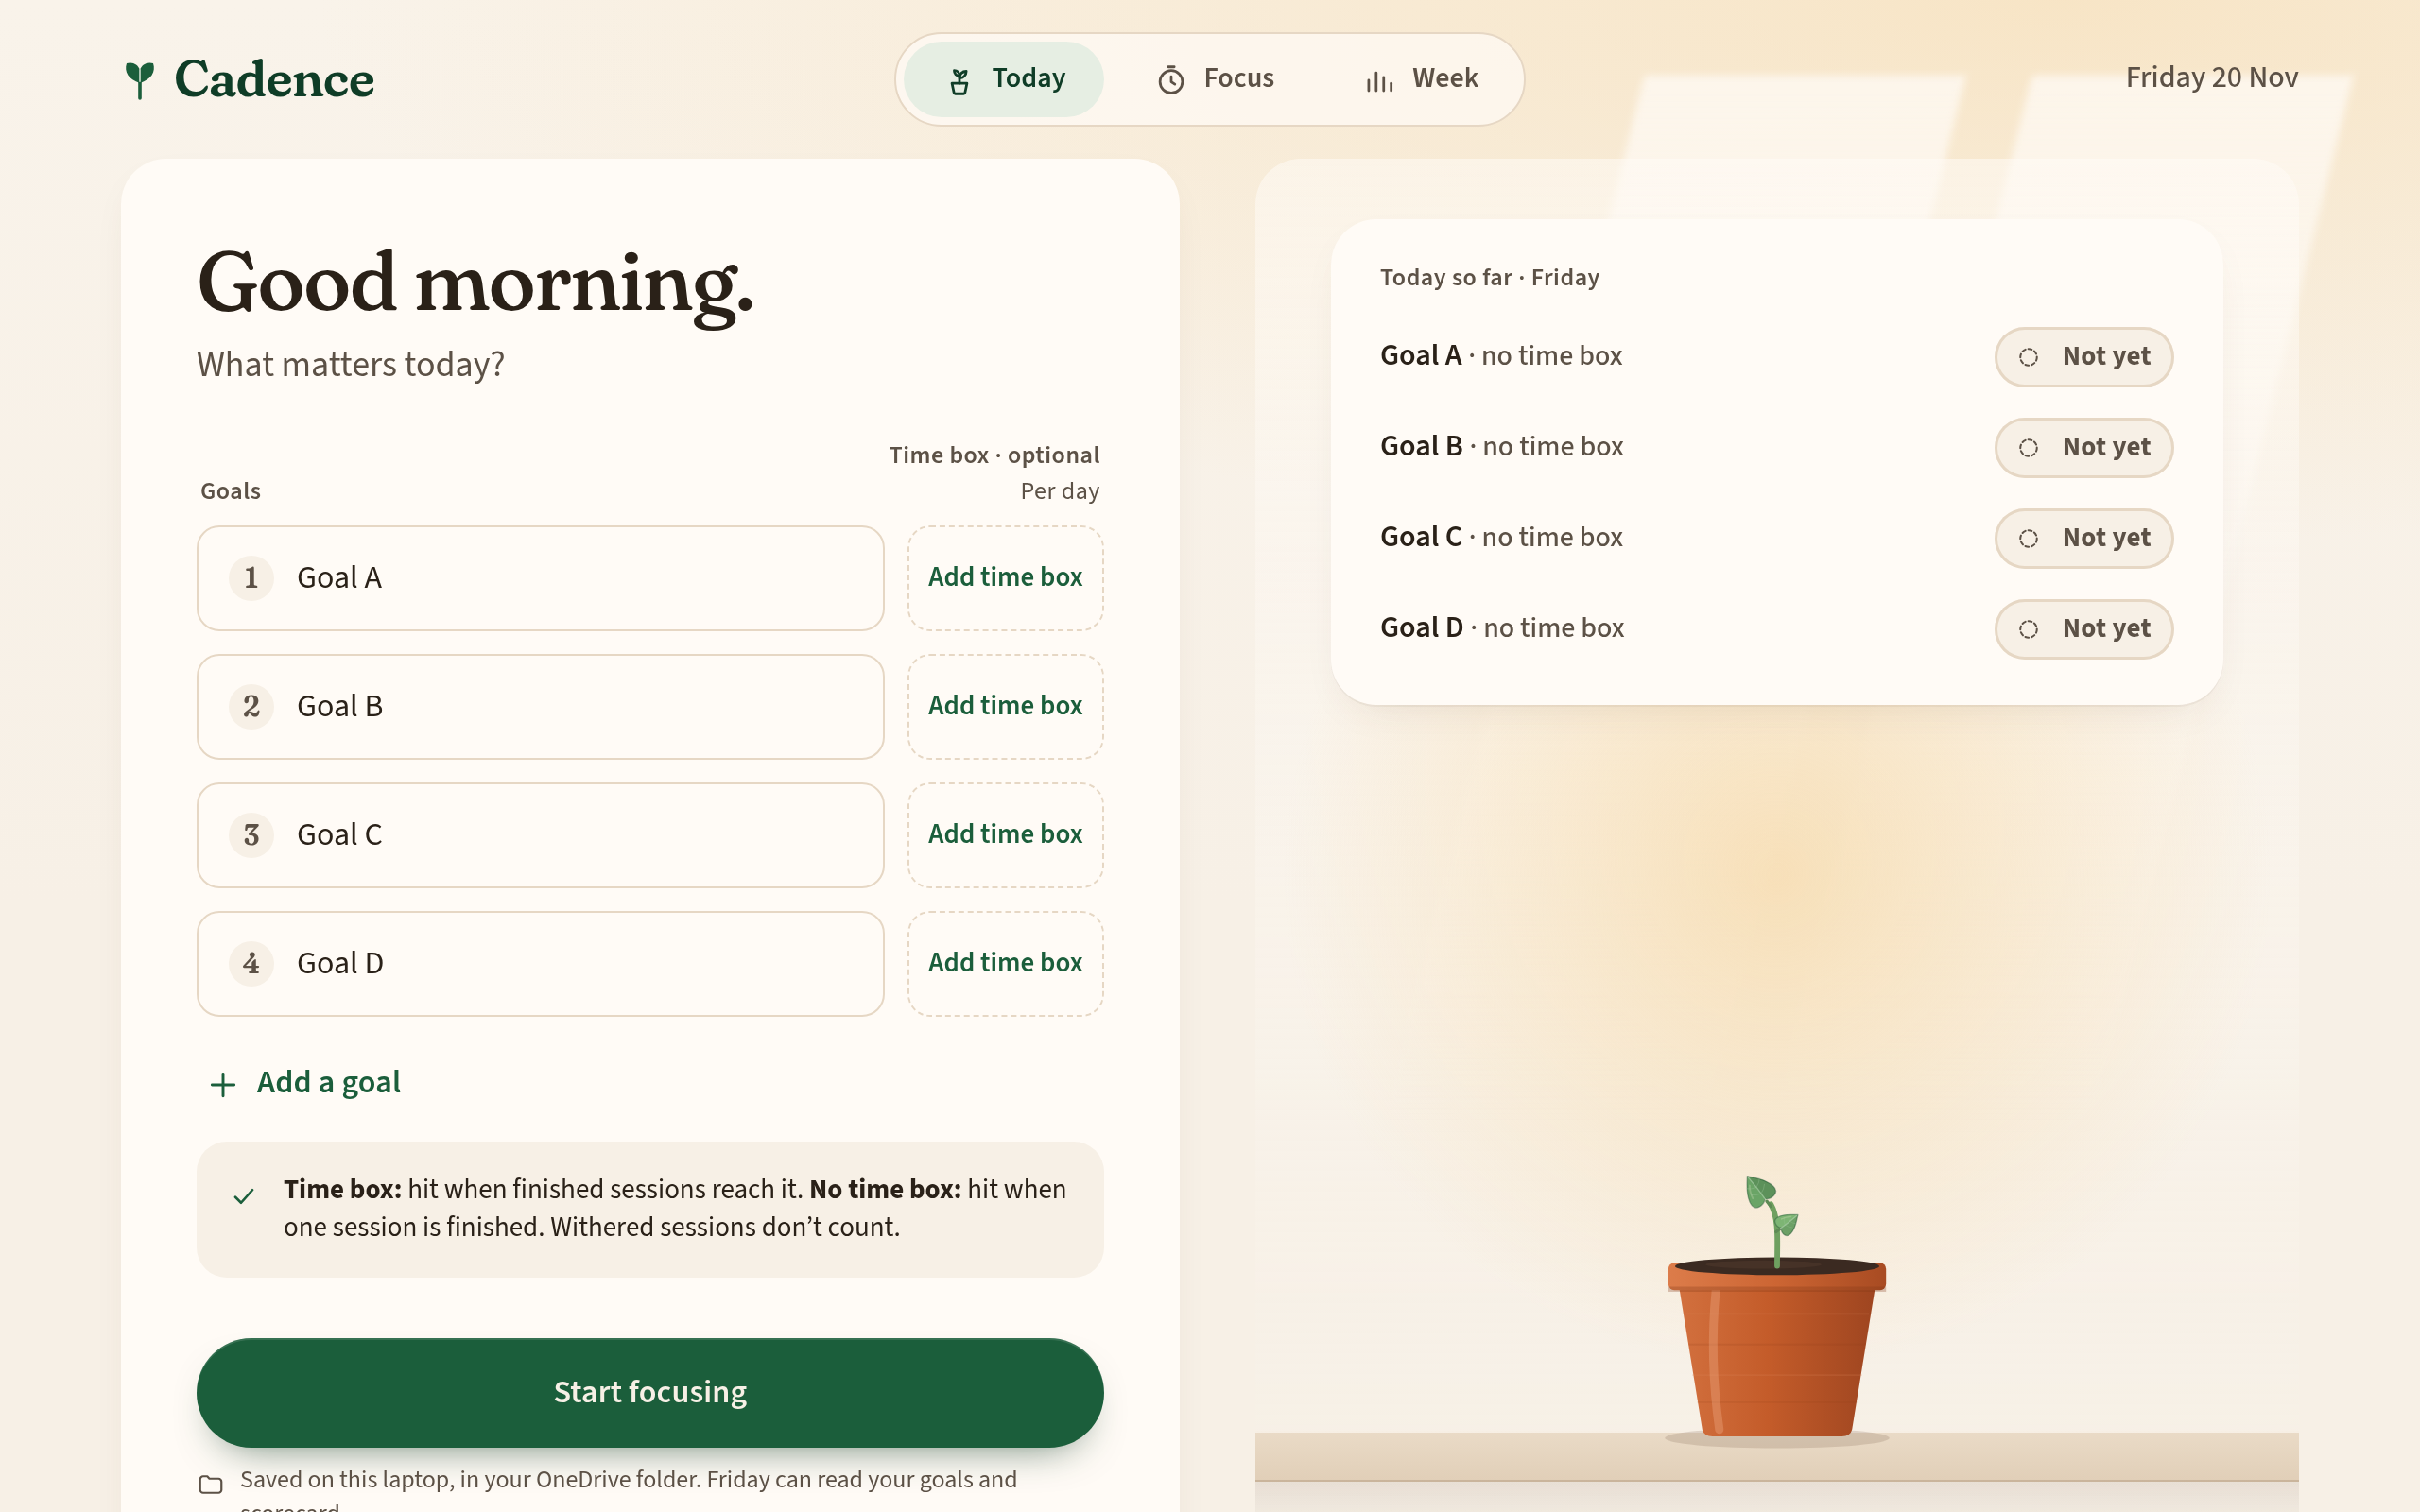 Cadence
Today
Focus
Week
Friday 20 Nov
Good morning.
What matters today?
Time box · optional
Goals
Per day
1 Goal A
Add time box
2 Goal B
Add time box
3 Goal C
Add time box
4 Goal D
Add time box
Add a goal
Time box: hit when finished sessions reach it. No time box: hit when
one session is finished. Withered sessions don’t count.
Start focusing
Saved on this laptop, in your OneDrive folder. Friday can read your goals and
Today so far · Friday
Goal A · no time box
Not yet
Goal B · no time box
Not yet
Goal C · no time box
Not yet
Goal D · no time box
Not yet